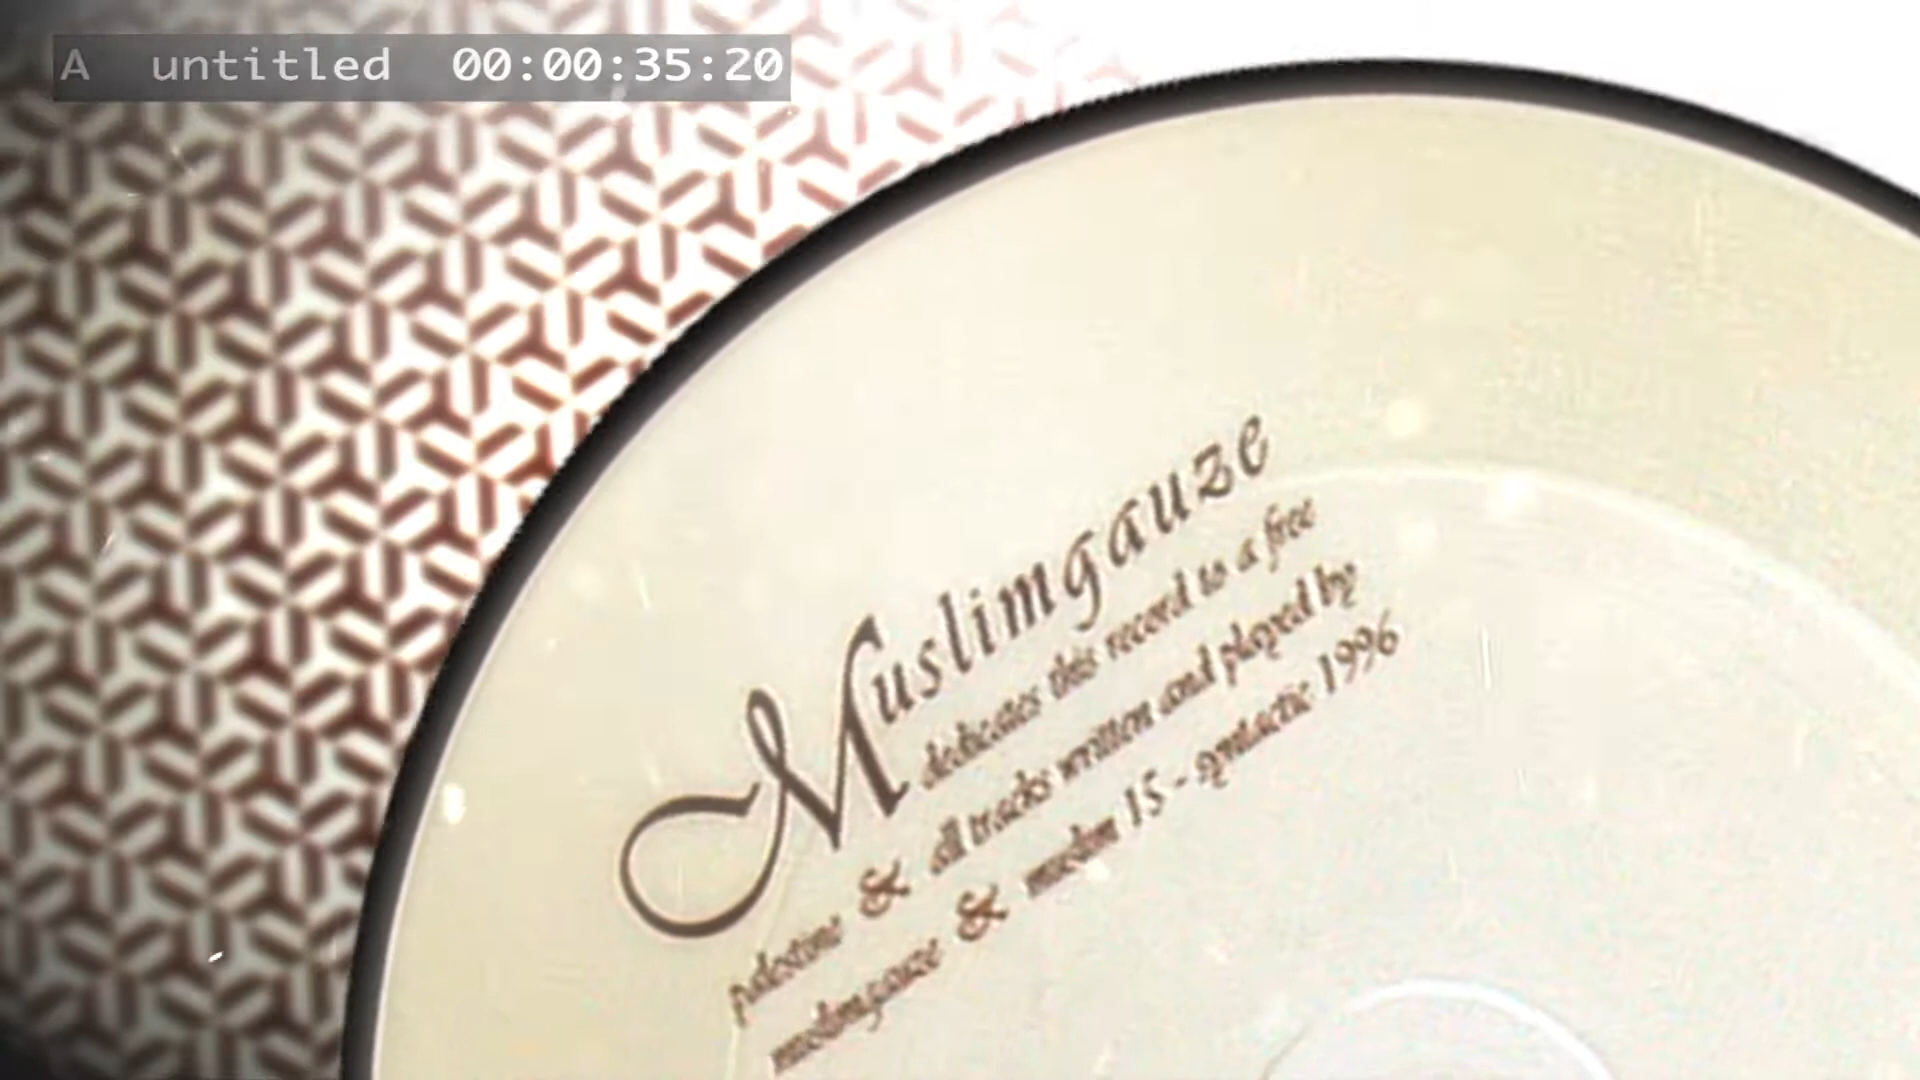 A untitled 00:00:35:20
Muslimgauze
dedicates this record to a free
palestine & all tracks written and played by
muslimgauze & muslim 15 - syntactic 1996